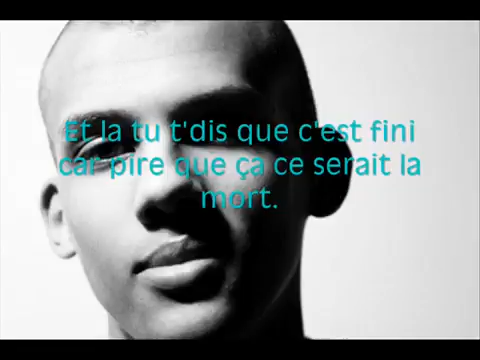 Et la tu t'dis que c'est fini
car pire que ça ce serait la
mort.